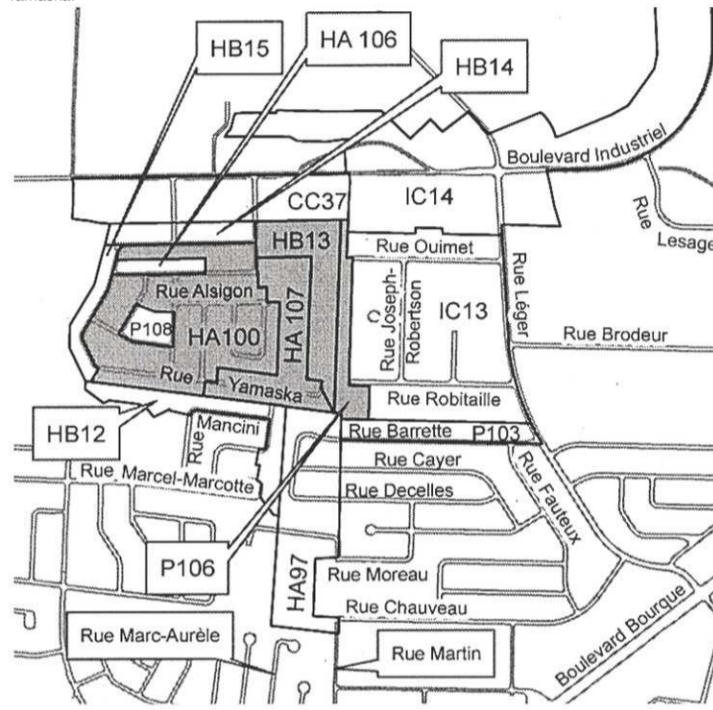 HB15
HA 106
HB14
Boulevard Industriel
CC37
IC14
Rue
Lesage
HB13
Rue Ouimet
Rue Léger
Rue Alsigon
HA 107
Rue Joseph-
Robertson
IC13
P108
HA100
Rue Brodeur
Rue
Yamaska
Rue Robitaille
HB12
Rue
Mancini
Rue Barrette
P103
Rue Cayer
Rue Marcel-Marcotte
Rue Decelles
Rue Fauteux
P106
HA97
Rue Moreau
Rue Chauveau
Rue Marc-Aurèle
Rue Martin
Boulevard Bourque